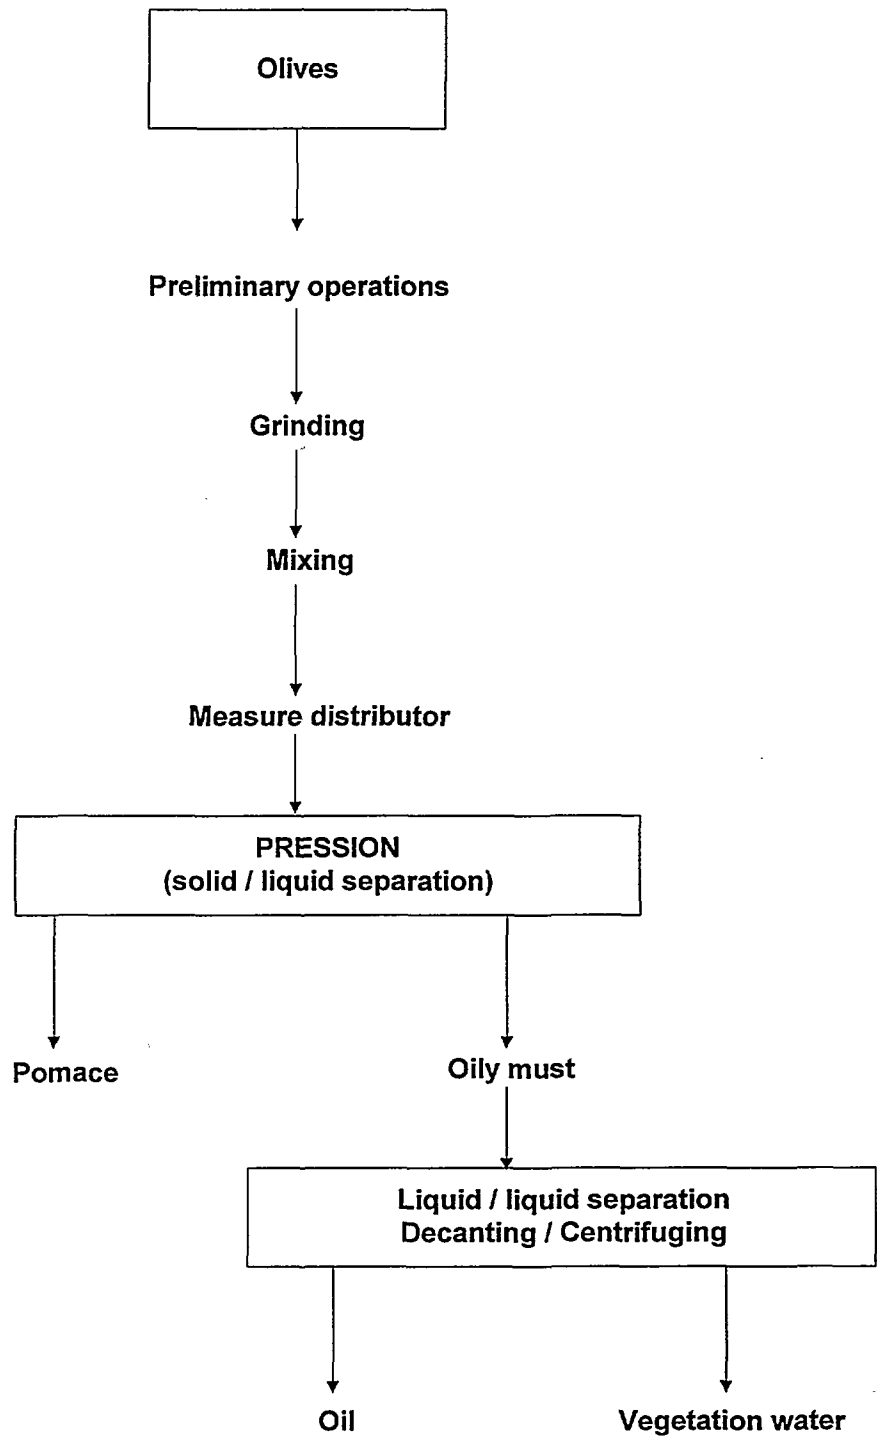 Olives
Preliminary operations
Grinding
Mixing
Measure distributor
PRESSION
(solid / liquid separation)
Pomace
Oily must
Liquid / liquid separation
Decanting / Centrifuging
Oil
Vegetation water